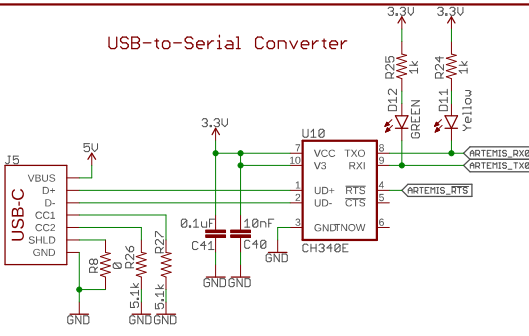 USB-to-Serial Converter
3.3V
3.3V
R25
1k
R24
1k
D12
GREEN
D11
Yellow
3.3V
U10
5V
J5
USB-C
VBUS
D+
D-
CC1
CC2
SHLD
GND
7
VCC
TXO
8
ARTEMIS_RX0
10
V3
RXI
9
ARTEMIS_TX0
1
UD+
RTS
4
ARTEMIS_RTS
2
UD-
CTS
5
3
GND
TNOW
6
CH340E
GND
0.1uF
C41
10nF
C40
GND
GND
R8
0
R26
5.1k
R27
5.1k
GND
GND
GND